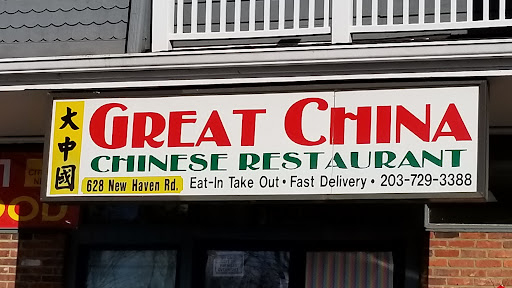 大中國
GREAT CHINA
CHINESE RESTAURANT
628 New Haven Rd. Eat-In Take Out • Fast Delivery • 203-729-3388